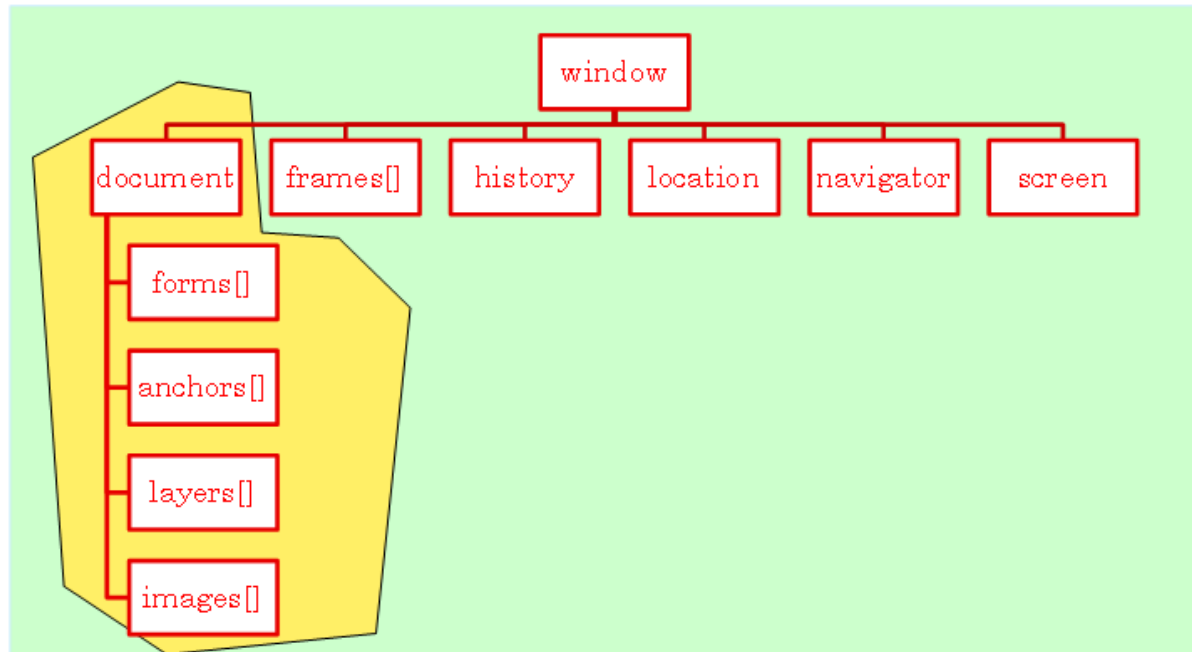 window
document
frames[]
history
location
navigator
screen
forms[]
anchors[]
layers[]
images[]